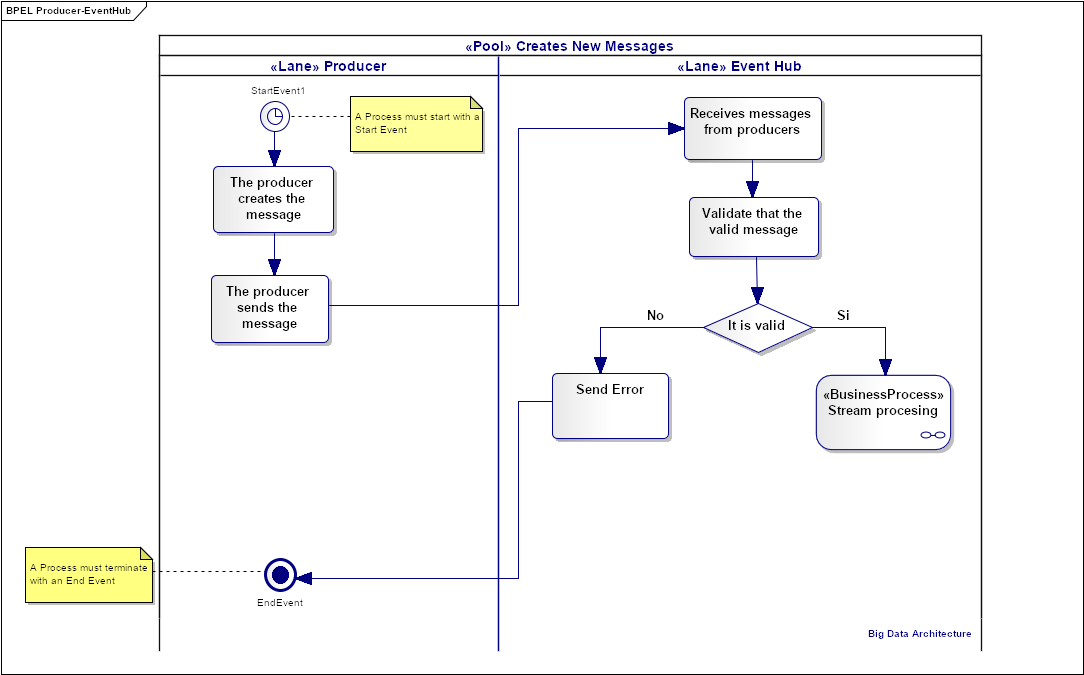 BPEL Producer-EventHub
«Pool» Creates New Messages
«Lane» Producer
«Lane» Event Hub
StartEvent1
A Process must start with a
Start Event
The producer
creates the
message
The producer
sends the
message
Receives messages
from producers
Validate that the
valid message
It is valid
No
Si
Send Error
«BusinessProcess»
Stream procesing
A Process must terminate
with an End Event
EndEvent
Big Data Architecture